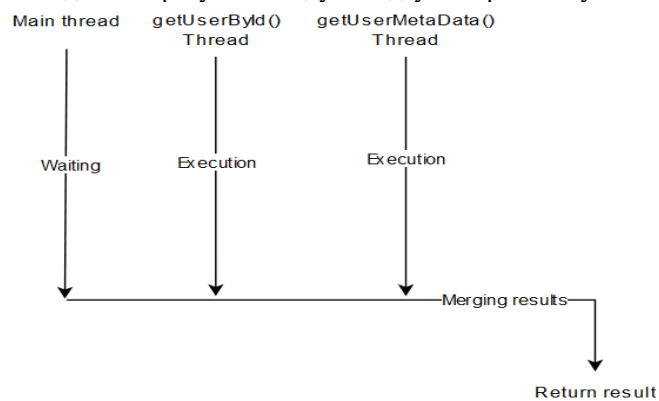 Main thread
getUserById()
Thread
getUserMetaData()
Thread
Waiting
Execution
Execution
Merging results
Return result